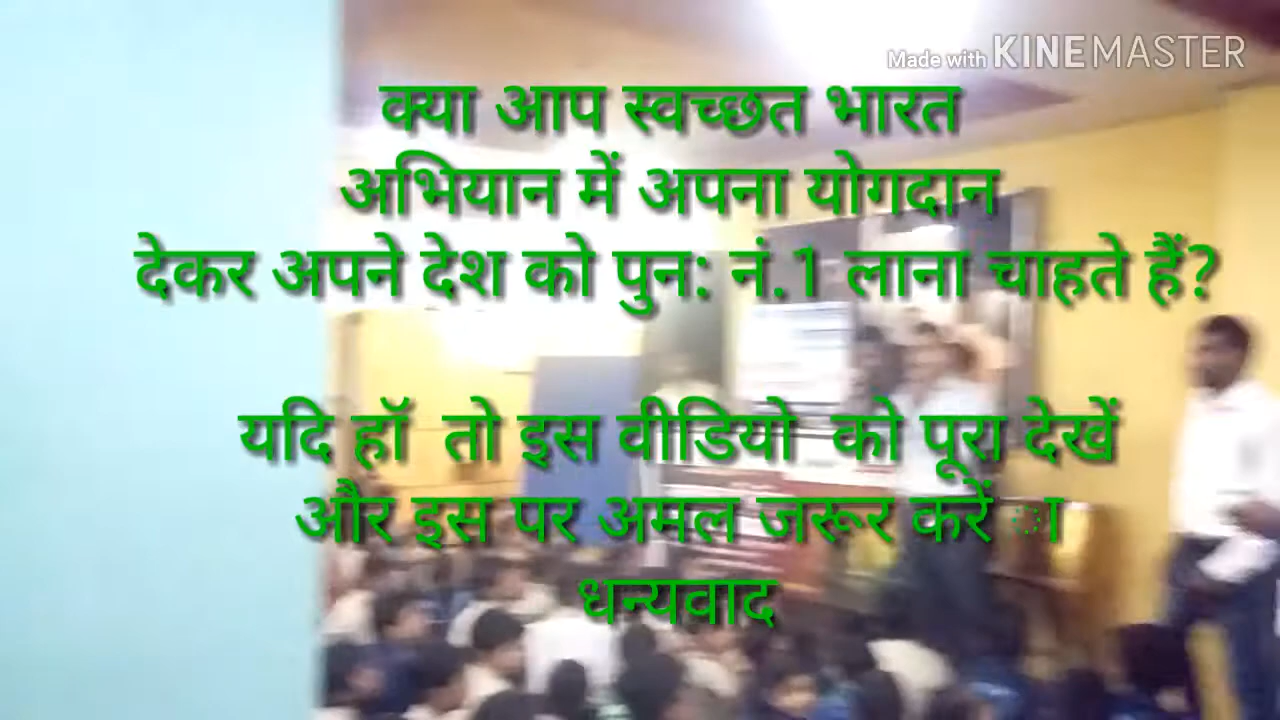 Made with KINEMASTER
क्या आप स्वच्छत भारत
अभियान में अपना योगदान
देकर अपने देश को पुन: नं.1 लाना चाहते हैं?
यदि हॉ तो इस वीडियो को पूरा देखें
और इस पर अमल जरूर करें ा
धन्यवाद